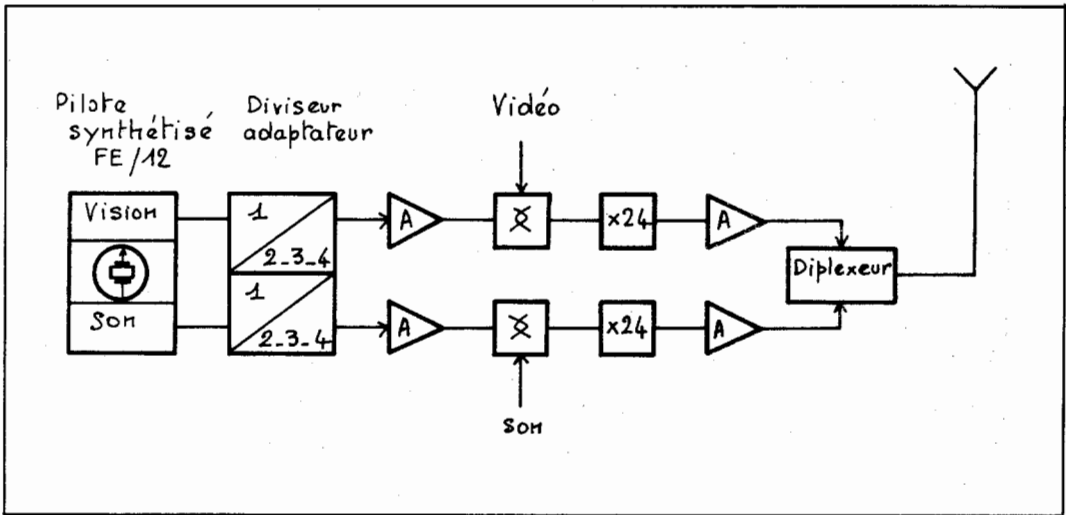 Pilote
synthétisé
FE/12
Diviseur
adaptateur
Vidéo
Vision
Son
1
2_3_4
1
2_3_4
A
x24
A
A
x24
A
Diplexeur
son